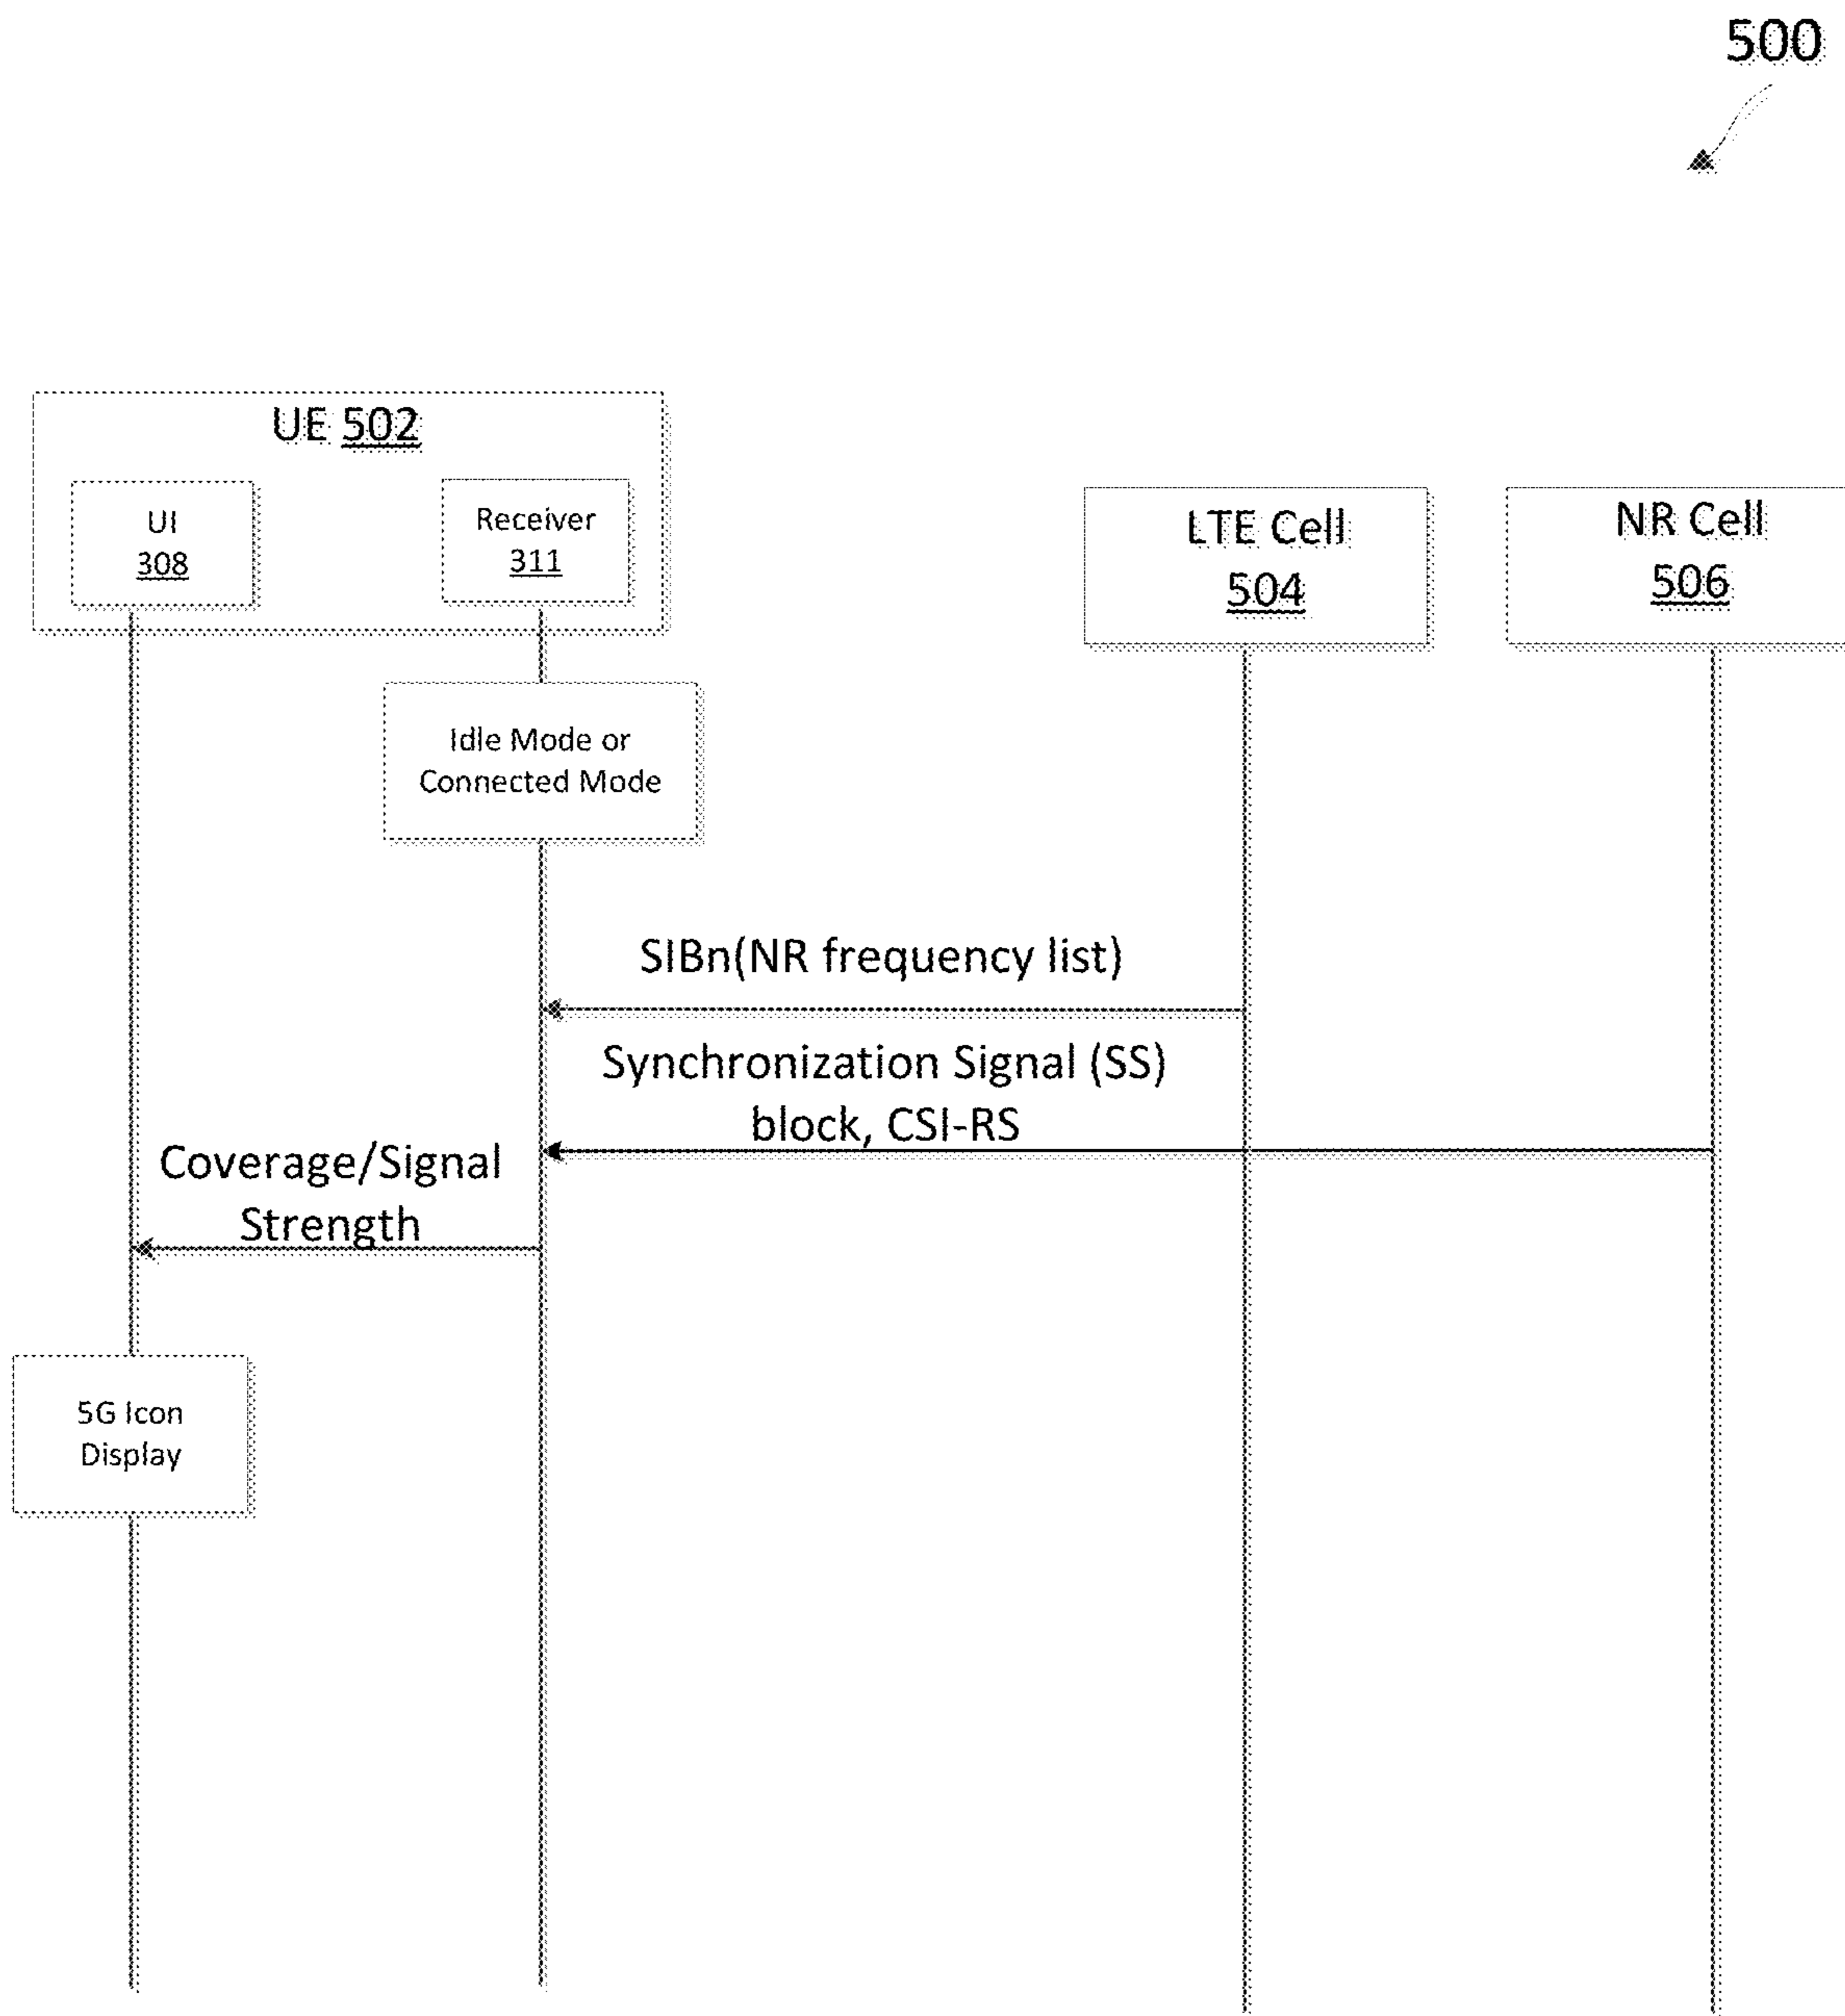 500
UE 502
UI
308
Receiver
311
LTE Cell
504
NR Cell
506
Idle Mode or
Connected Mode
SIBn(NR frequency list)
Synchronization Signal (SS)
block, CSI-RS
Coverage/Signal
Strength
5G Icon
Display